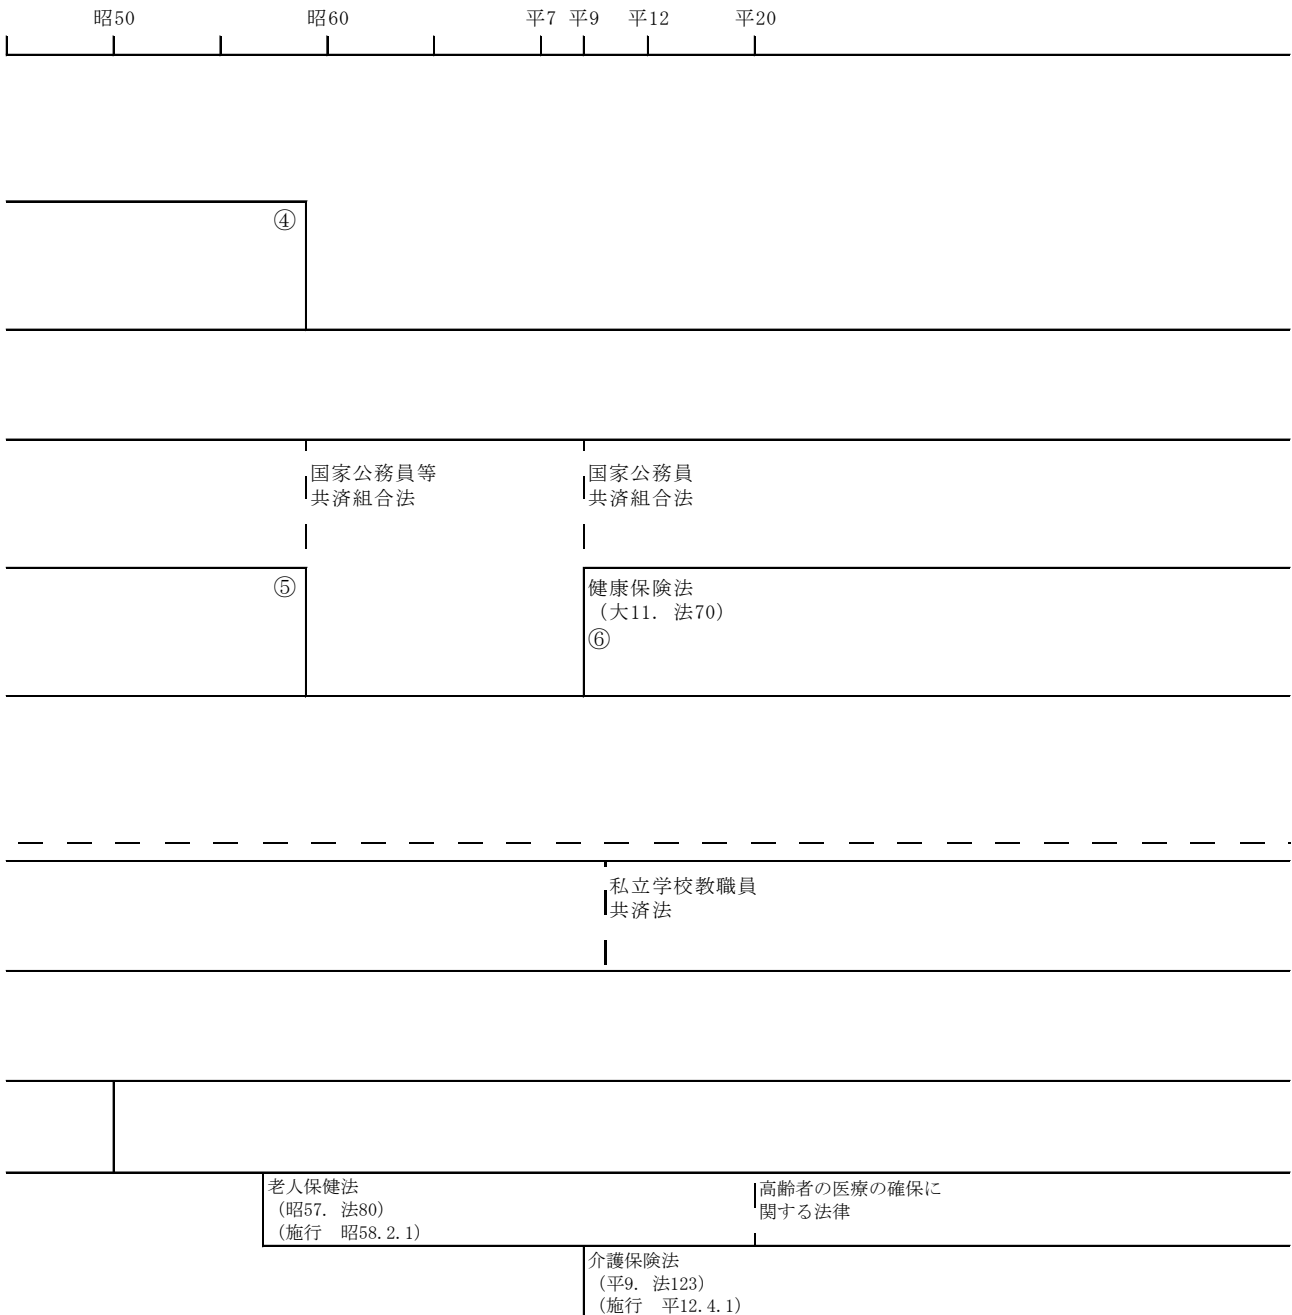 昭50 昭60 平7 平9 平12 平20
④
国家公務員等
共済組合法
国家公務員
共済組合法
⑤
健康保険法
（大11．法70）
⑥
私立学校教職員
共済法
老人保健法
（昭57．法80）
（施行　昭58.2.1）
高齢者の医療の確保に
関する法律
介護保険法
（平9．法123）
（施行　平12.4.1）